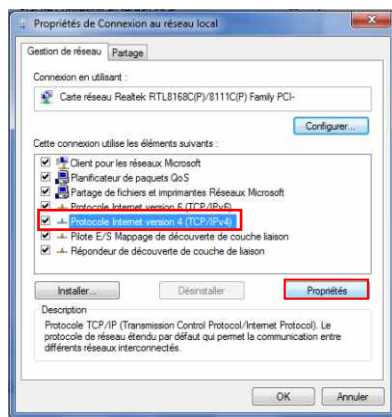 Propriétés de Connexion au réseau local
Gestion de réseau Partage
Connexion en utilisant :
Carte réseau Realtek RTL8168C(P)/8111C(P) Family PCI-
Configurer...
Cette connexion utilise les éléments suivants :
Client pour les réseaux Microsoft
Planificateur de paquets QoS
Partage de fichiers et imprimantes Réseaux Microsoft
Protocole Internet version 6 (TCP/IPv6)
Protocole Internet version 4 (TCP/IPv4)
Pilote E/S Mappage de découverte de couche liaison
Répondeur de découverte de couche de liaison
Installer... Désinstaller Propriétés
Description
Protocole TCP/IP (Transmission Control Protocol/Internet Protocol). Le
protocole de réseau étendu par défaut qui permet la communication entre
différents réseaux interconnectés.
OK Annuler